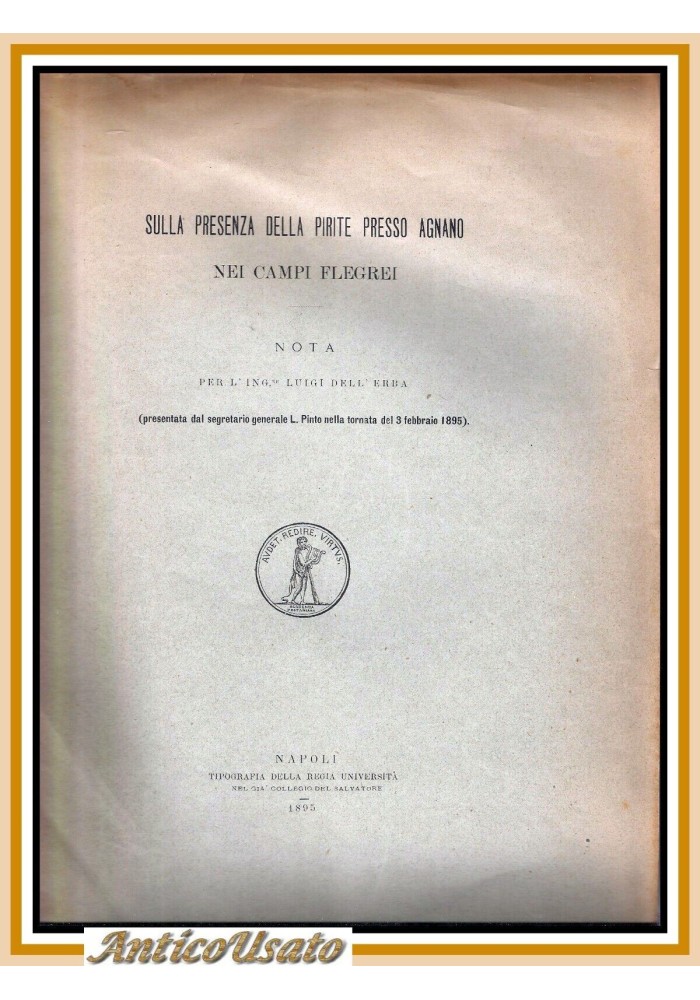 SULLA PRESENZA DELLA PIRITE PRESSO AGNANO
NEI CAMPI FLEGREI
NOTA
PER L'ING.re LUIGI DELL'ERBA
(presentata dal segretario generale L. Pinto nella tornata del 3 febbraio 1895).
AVDET. REDIRE. VIRTVS.
NAPOLI
TIPOGRAFIA DELLA REGIA UNIVERSITÀ
NEL GIÀ COLLEGIO DEL SALVATORE
1895
AnticoUsato